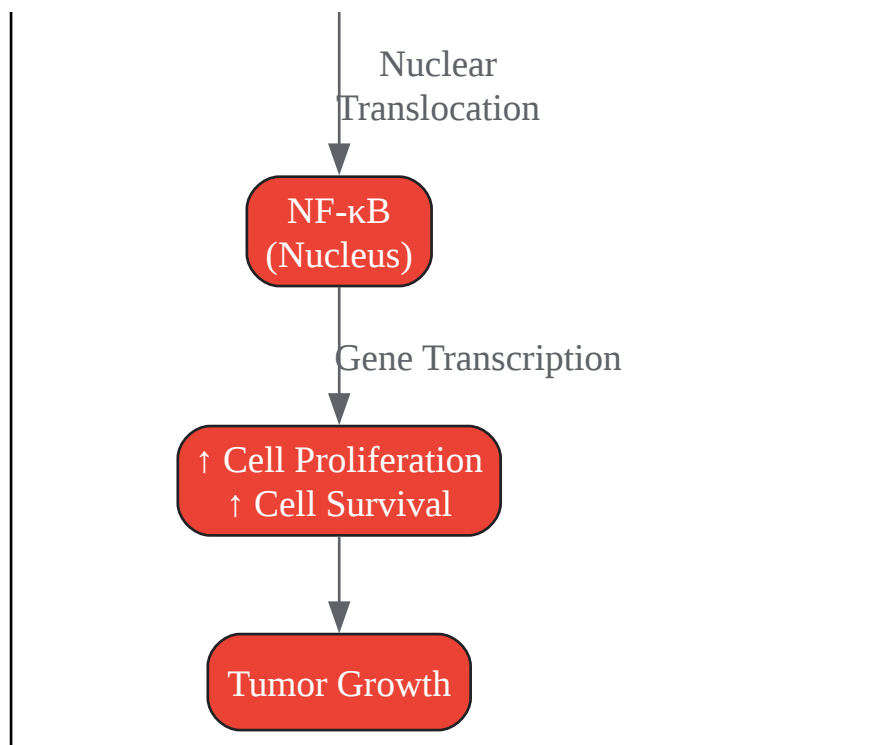 Nuclear
Translocation
NF-κB
(Nucleus)
Gene Transcription
↑ Cell Proliferation
↑ Cell Survival
Tumor Growth